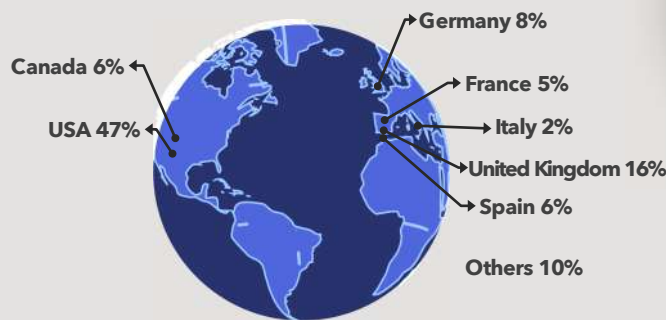 Germany 8%
Canada 6%
France 5%
USA 47%
Italy 2%
United Kingdom 16%
Spain 6%
Others 10%